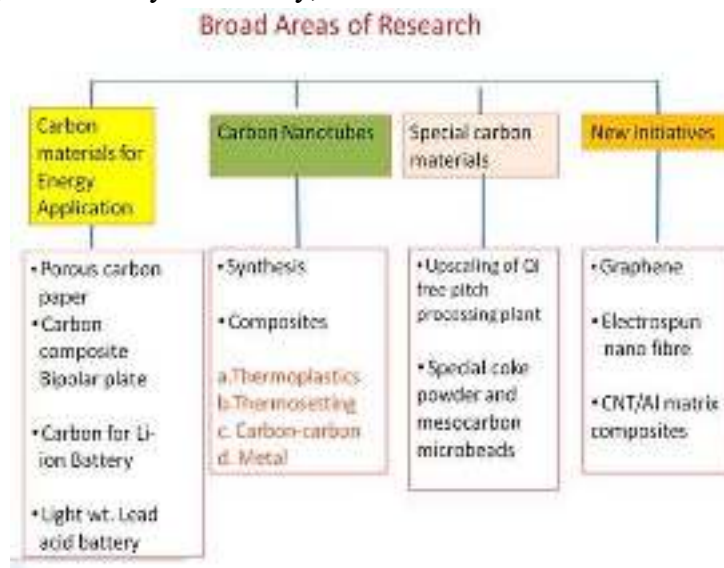 Broad Areas of Research
Carbon
materials for
Energy
Application
• Porous carbon
paper
• Carbon
composite
Bipolar plate
• Carbon for Li-
ion Battery
• Light wt. Lead
acid battery
Carbon Nanotubes
• Synthesis
• Composites
a.Thermoplastics
b.Thermosetting
c. Carbon-carbon
d. Metal
Special carbon
materials
• Upscaling of QI
free pitch
processing plant
• Special coke
powder and
mesocarbon
microbeads
New Initiatives
• Graphene
• Electrospun
nano fibre
• CNT/Al matrix
composites